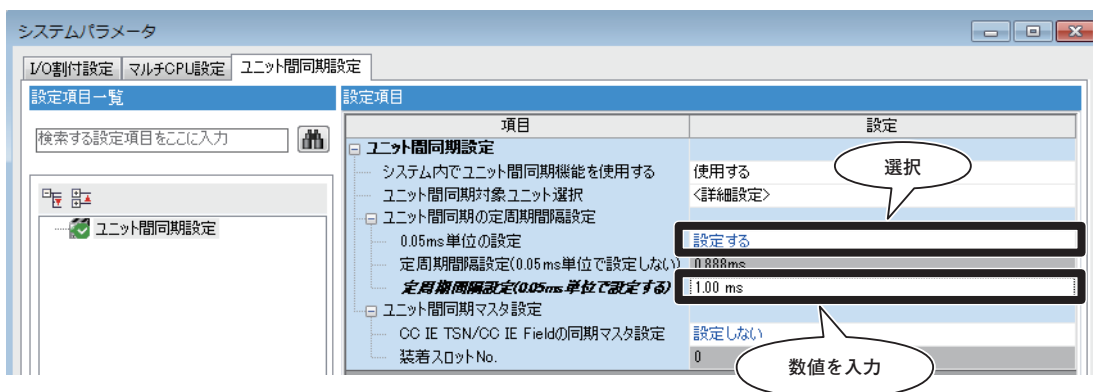 システムパラメータ
I/O割付設定 マルチCPU設定 ユニット間同期設定
設定項目一覧
設定項目
検索する設定項目をここに入力
ユニット間同期設定
項目 設定
ユニット間同期設定
システム内でユニット間同期機能を使用する 使用する
ユニット間同期対象ユニット選択 <詳細設定>
ユニット間同期の定周期間隔設定
0.05ms単位の設定 設定する
定周期間隔設定(0.05ms単位で設定しない) 0.888ms
定周期間隔設定(0.05ms単位で設定する) 1.00 ms
ユニット間同期マスタ設定
CC IE TSN/CC IE Fieldの同期マスタ設定 設定しない
装着スロットNo. 0
選択
数値を入力